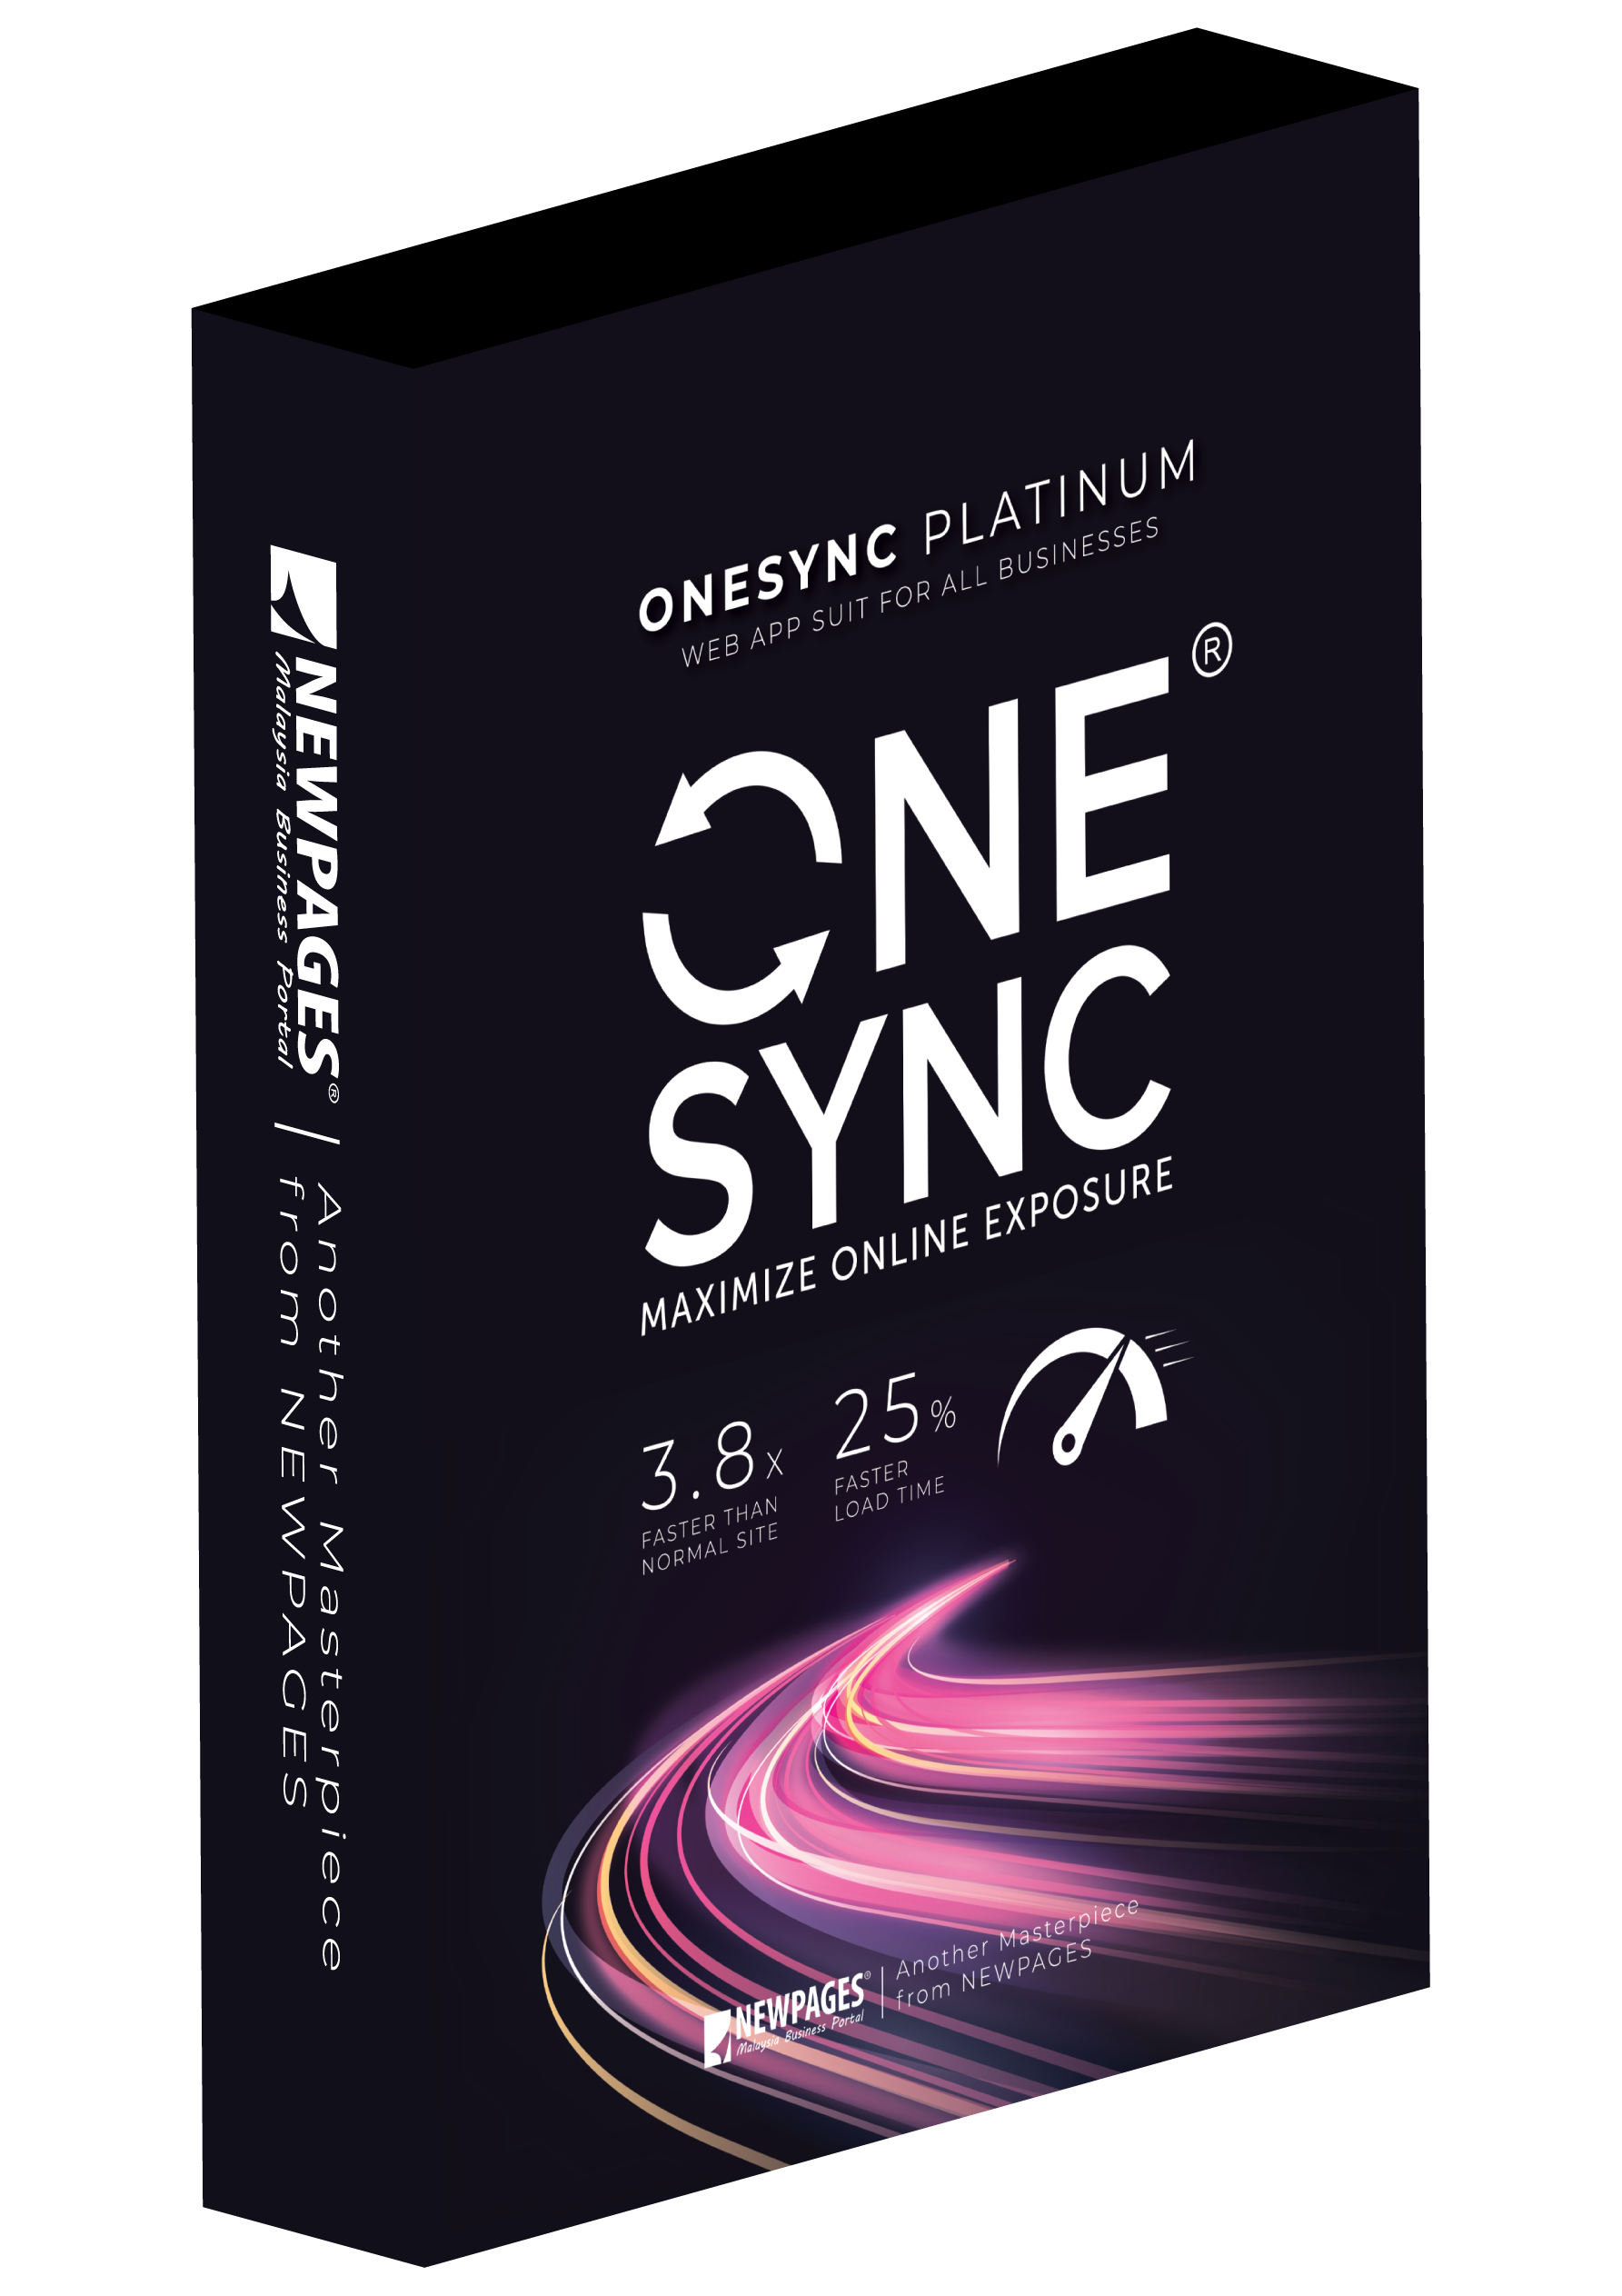 ONESYNC PLATINUM
WEB APP SUIT FOR ALL BUSINESSES
ONE®
SYNC
MAXIMIZE ONLINE EXPOSURE
3.8x
FASTER THAN
NORMAL SITE
25%
FASTER
LOAD TIME
NEWPAGES®
Malaysia Business Portal
Another Masterpiece
from NEWPAGES
NEWPAGES®
Malaysia Business Portal
Another Masterpiece
from NEWPAGES